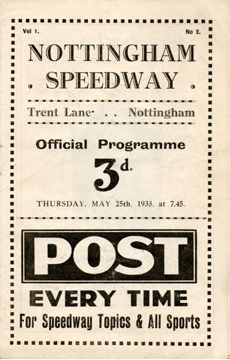 Vol 1. No 2.
NOTTINGHAM
. SPEEDWAY .
Trent Lane . . Nottingham
Official Programme
3d.
THURSDAY, MAY 25th, 1933, at 7.45.
POST
EVERY TIME
For Speedway Topics & All Sports